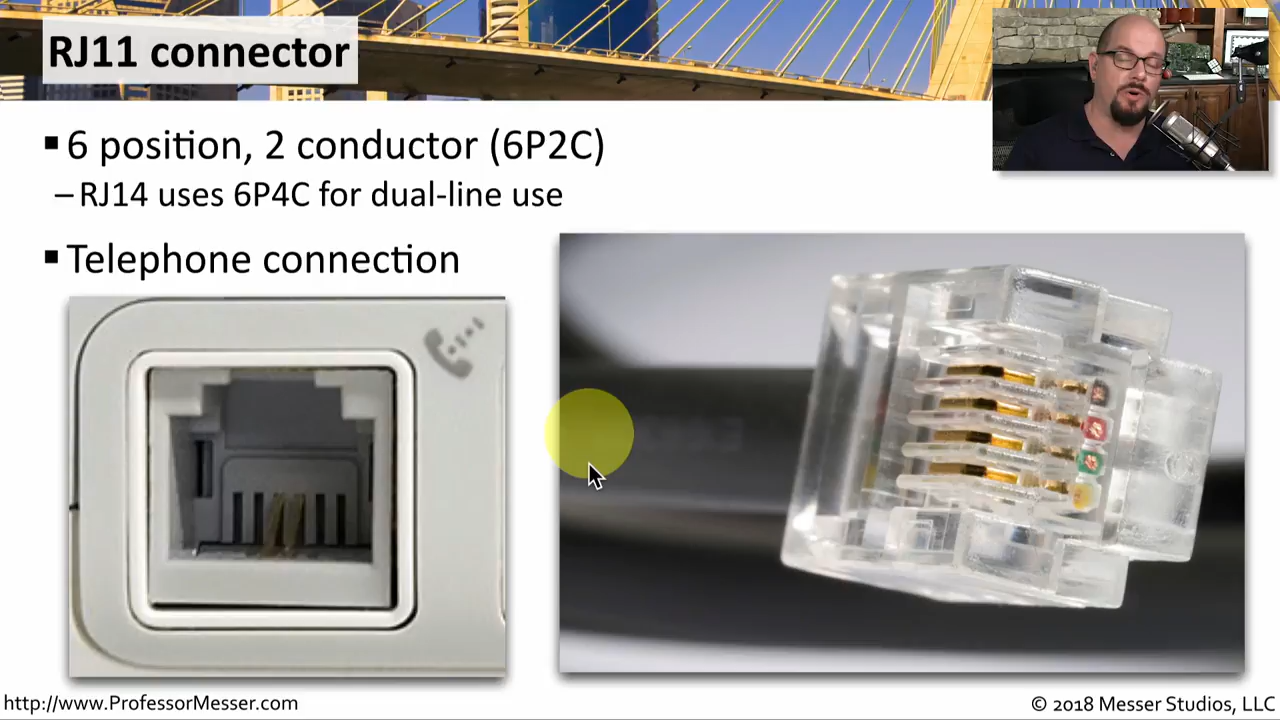 RJ11 connector
▪ 6 position, 2 conductor (6P2C)
– RJ14 uses 6P4C for dual-line use
▪ Telephone connection
http://www.ProfessorMesser.com
© 2018 Messer Studios, LLC